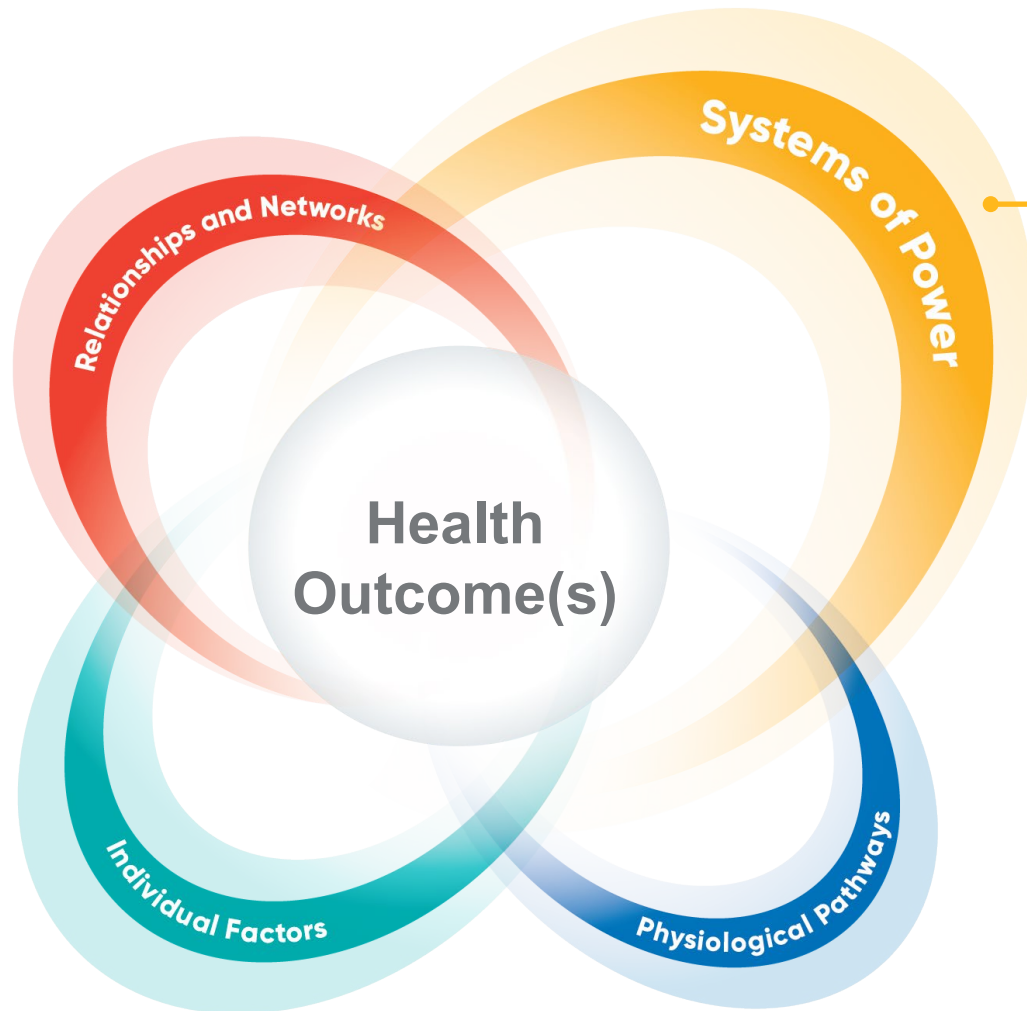 Systems of Power
Relationships and Networks
Health
Outcome(s)
Individual Factors
Physiological Pathways